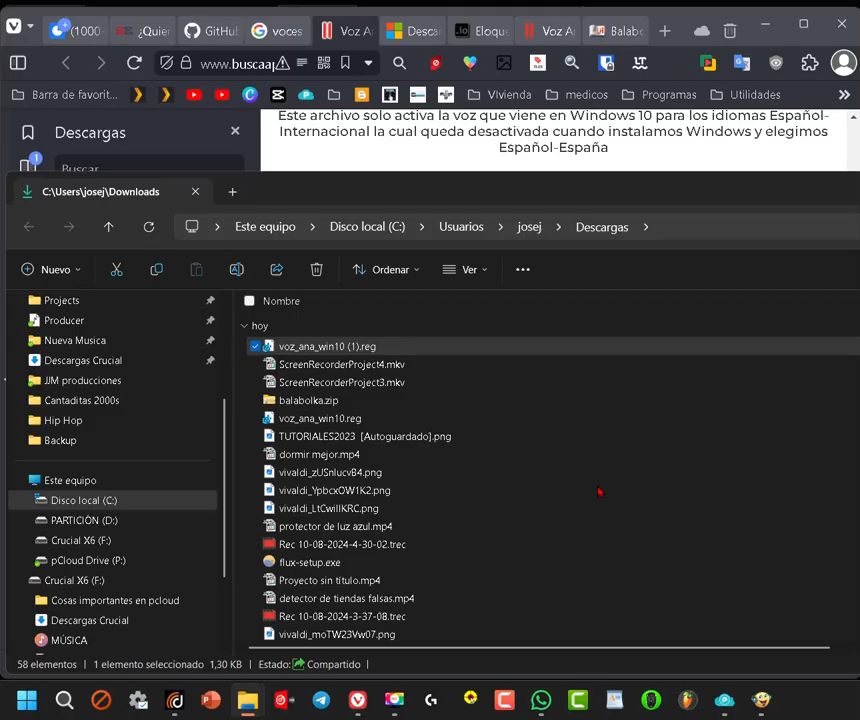 (1000
¿Quier
GitHub
voces
Voz A
Desca
.io
Eloque
Voz Ar
Balabo
www.buscaap
Barra de favorit...
VIvienda
medicos
Programas
Utilidades
Este archivo solo activa la voz que viene en Windows 10 para los idiomas Español-
Internacional la cual queda desactivada cuando instalamos Windows y elegimos
Español-España
Descargas
1
Buscar
C:\Users\josej\Downloads
Este equipo
Disco local (C:)
Usuarios
josej
Descargas
Nuevo
Ordenar
Ver
Projects
Producer
Nueva Musica
Descargas Crucial
JJM producciones
Cantaditas 2000s
Hip Hop
Backup
Este equipo
Disco local (C:)
PARTICIÓN (D:)
Crucial X6 (F:)
pCloud Drive (P:)
Crucial X6 (F:)
Cosas importantes en pcloud
Descargas Crucial
MÚSICA
Nombre
hoy
voz_ana_win10 (1).reg
ScreenRecorderProject4.mkv
ScreenRecorderProject3.mkv
balabolka.zip
voz_ana_win10.reg
TUTORIALES2023 [Autoguardado].png
dormir mejor.mp4
vivaldi_zUSnlucvB4.png
vivaldi_YpbcxOW1K2.png
vivaldi_LtCwillKRC.png
protector de luz azul.mp4
Rec 10-08-2024-4-30-02.trec
flux-setup.exe
Proyecto sin título.mp4
detector de tiendas falsas.mp4
Rec 10-08-2024-3-37-08.trec
vivaldi_moTW23Vw07.png
58 elementos
1 elemento seleccionado 1,30 KB
Estado: Compartido